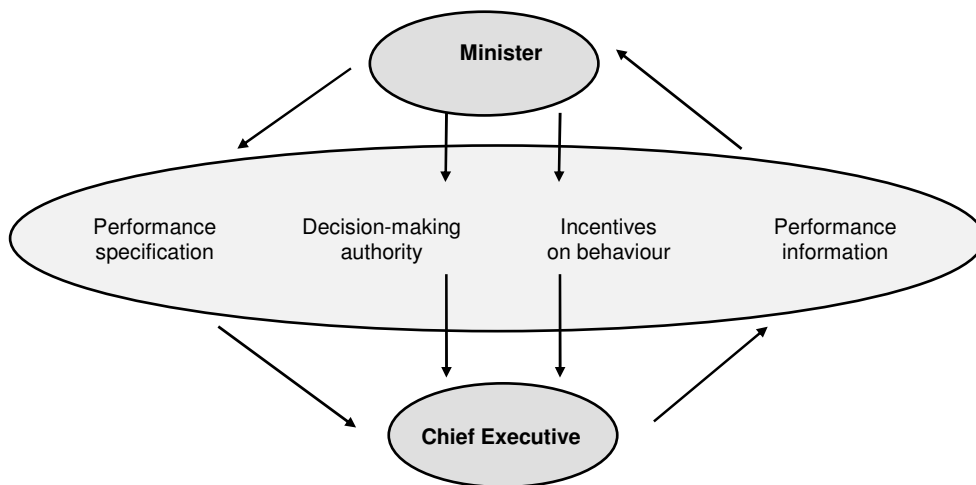 Minister
Performance
specification
Decision-making
authority
Incentives
on behaviour
Performance
information
Chief Executive